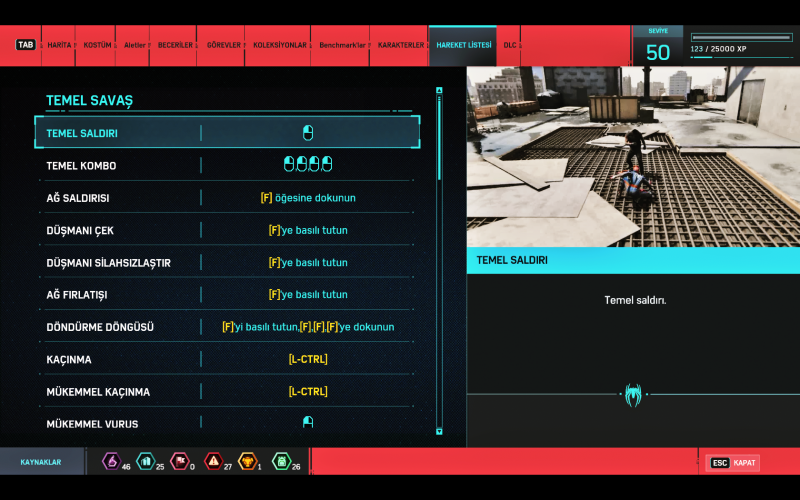 TAB HARİTA KOSTÜM Aletler BECERİLER GÖREVLER KOLEKSİYONLAR Benchmarklar KARAKTERLER HAREKET LİSTESİ DLC
SEVİYE
50
123 / 25000 XP
TEMEL SAVAŞ
TEMEL SALDIRI
TEMEL KOMBO
AĞ SALDIRISI [F] öğesine dokunun
DÜŞMANI ÇEK [F]'ye basılı tutun
DÜŞMANI SİLAHSIZLAŞTIR [F]'ye basılı tutun
AĞ FIRLATIŞI [F]'ye basılı tutun
DÖNDÜRME DÖNGÜSÜ [F]'yi basılı tutun,[F],[F],[F]'ye dokunun
KAÇINMA [L-CTRL]
MÜKEMMEL KAÇINMA [L-CTRL]
MÜKEMMEL VURUS
TEMEL SALDIRI
Temel saldırı.
KAYNAKLAR 46 25 0 27 1 26
ESC KAPAT